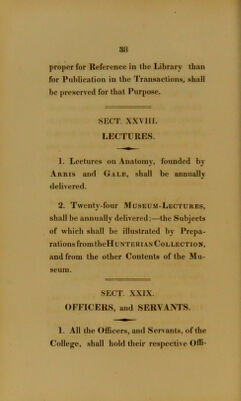 38
proper for Reference in the Library than
for Publication in the Transactions, shall
be preserved for that Purpose.
SECT. XXVIII.
LECTURES.
1. Lectures on Anatomy, founded by
ARRIS and GALE, shall be annually
delivered.
2. Twenty-four MUSEUM-LECTURES,
shall be annually delivered;—the Subjects
of which shall be illustrated by Prepa-
rations from the HUNTERIAN COLLECTION,
and from the other Contents of the Mu-
seum.
SECT. XXIX.
OFFICERS, and SERVANTS.
1. All the Officers, and Servants, of the
College, shall hold their respective Offi-